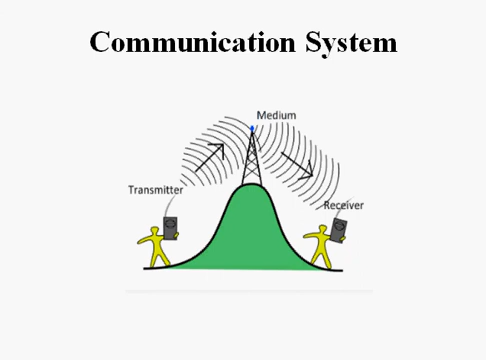 Communication System
Medium
Transmitter
Receiver